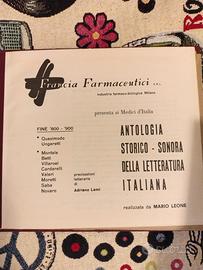 Francia Farmaceutici s.r.l.
industria farmaco-biologica Milano
presenta ai Medici d'Italia
FINE '800 - '900
Quasimodo
Ungaretti
Montale
Betti
Villaroel
Cardarelli
Valeri
Moretti
Saba
Novaro
precisazioni
letterarie
di
Adriano Lami
ANTOLOGIA
STORICO - SONORA
DELLA LETTERATURA
ITALIANA
realizzata da MARIO LEONE